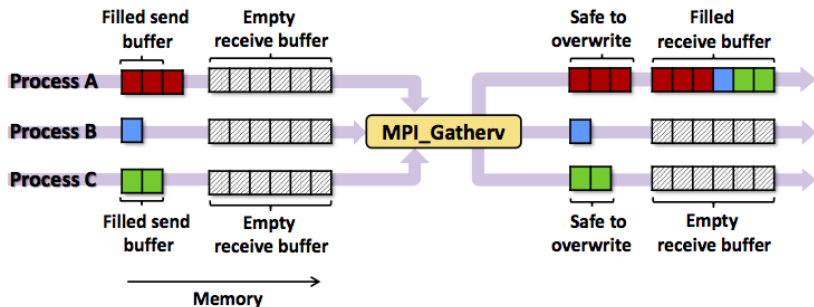 Filled send
buffer
Empty
receive buffer
Safe to
overwrite
Filled
receive buffer
Process A
Process B
MPI_Gatherv
Process C
Filled send
buffer
Empty
receive buffer
Safe to
overwrite
Empty
receive buffer
Memory